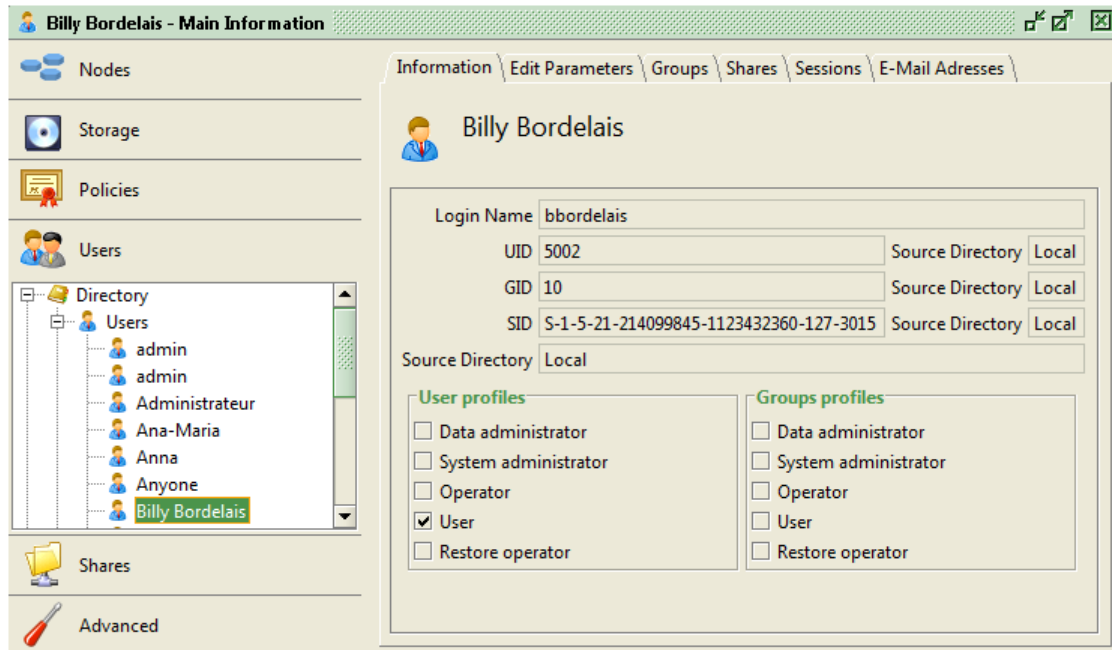 Billy Bordelais - Main Information
Nodes
Storage
Policies
Users
Directory
Users
admin
admin
Administrateur
Ana-Maria
Anna
Anyone
Billy Bordelais
Shares
Advanced
Information Edit Parameters Groups Shares Sessions E-Mail Adresses
Billy Bordelais
Login Name bbordelais
UID 5002 Source Directory Local
GID 10 Source Directory Local
SID S-1-5-21-214099845-1123432360-127-3015 Source Directory Local
Source Directory Local
User profiles
Data administrator
System administrator
Operator
User
Restore operator
Groups profiles
Data administrator
System administrator
Operator
User
Restore operator